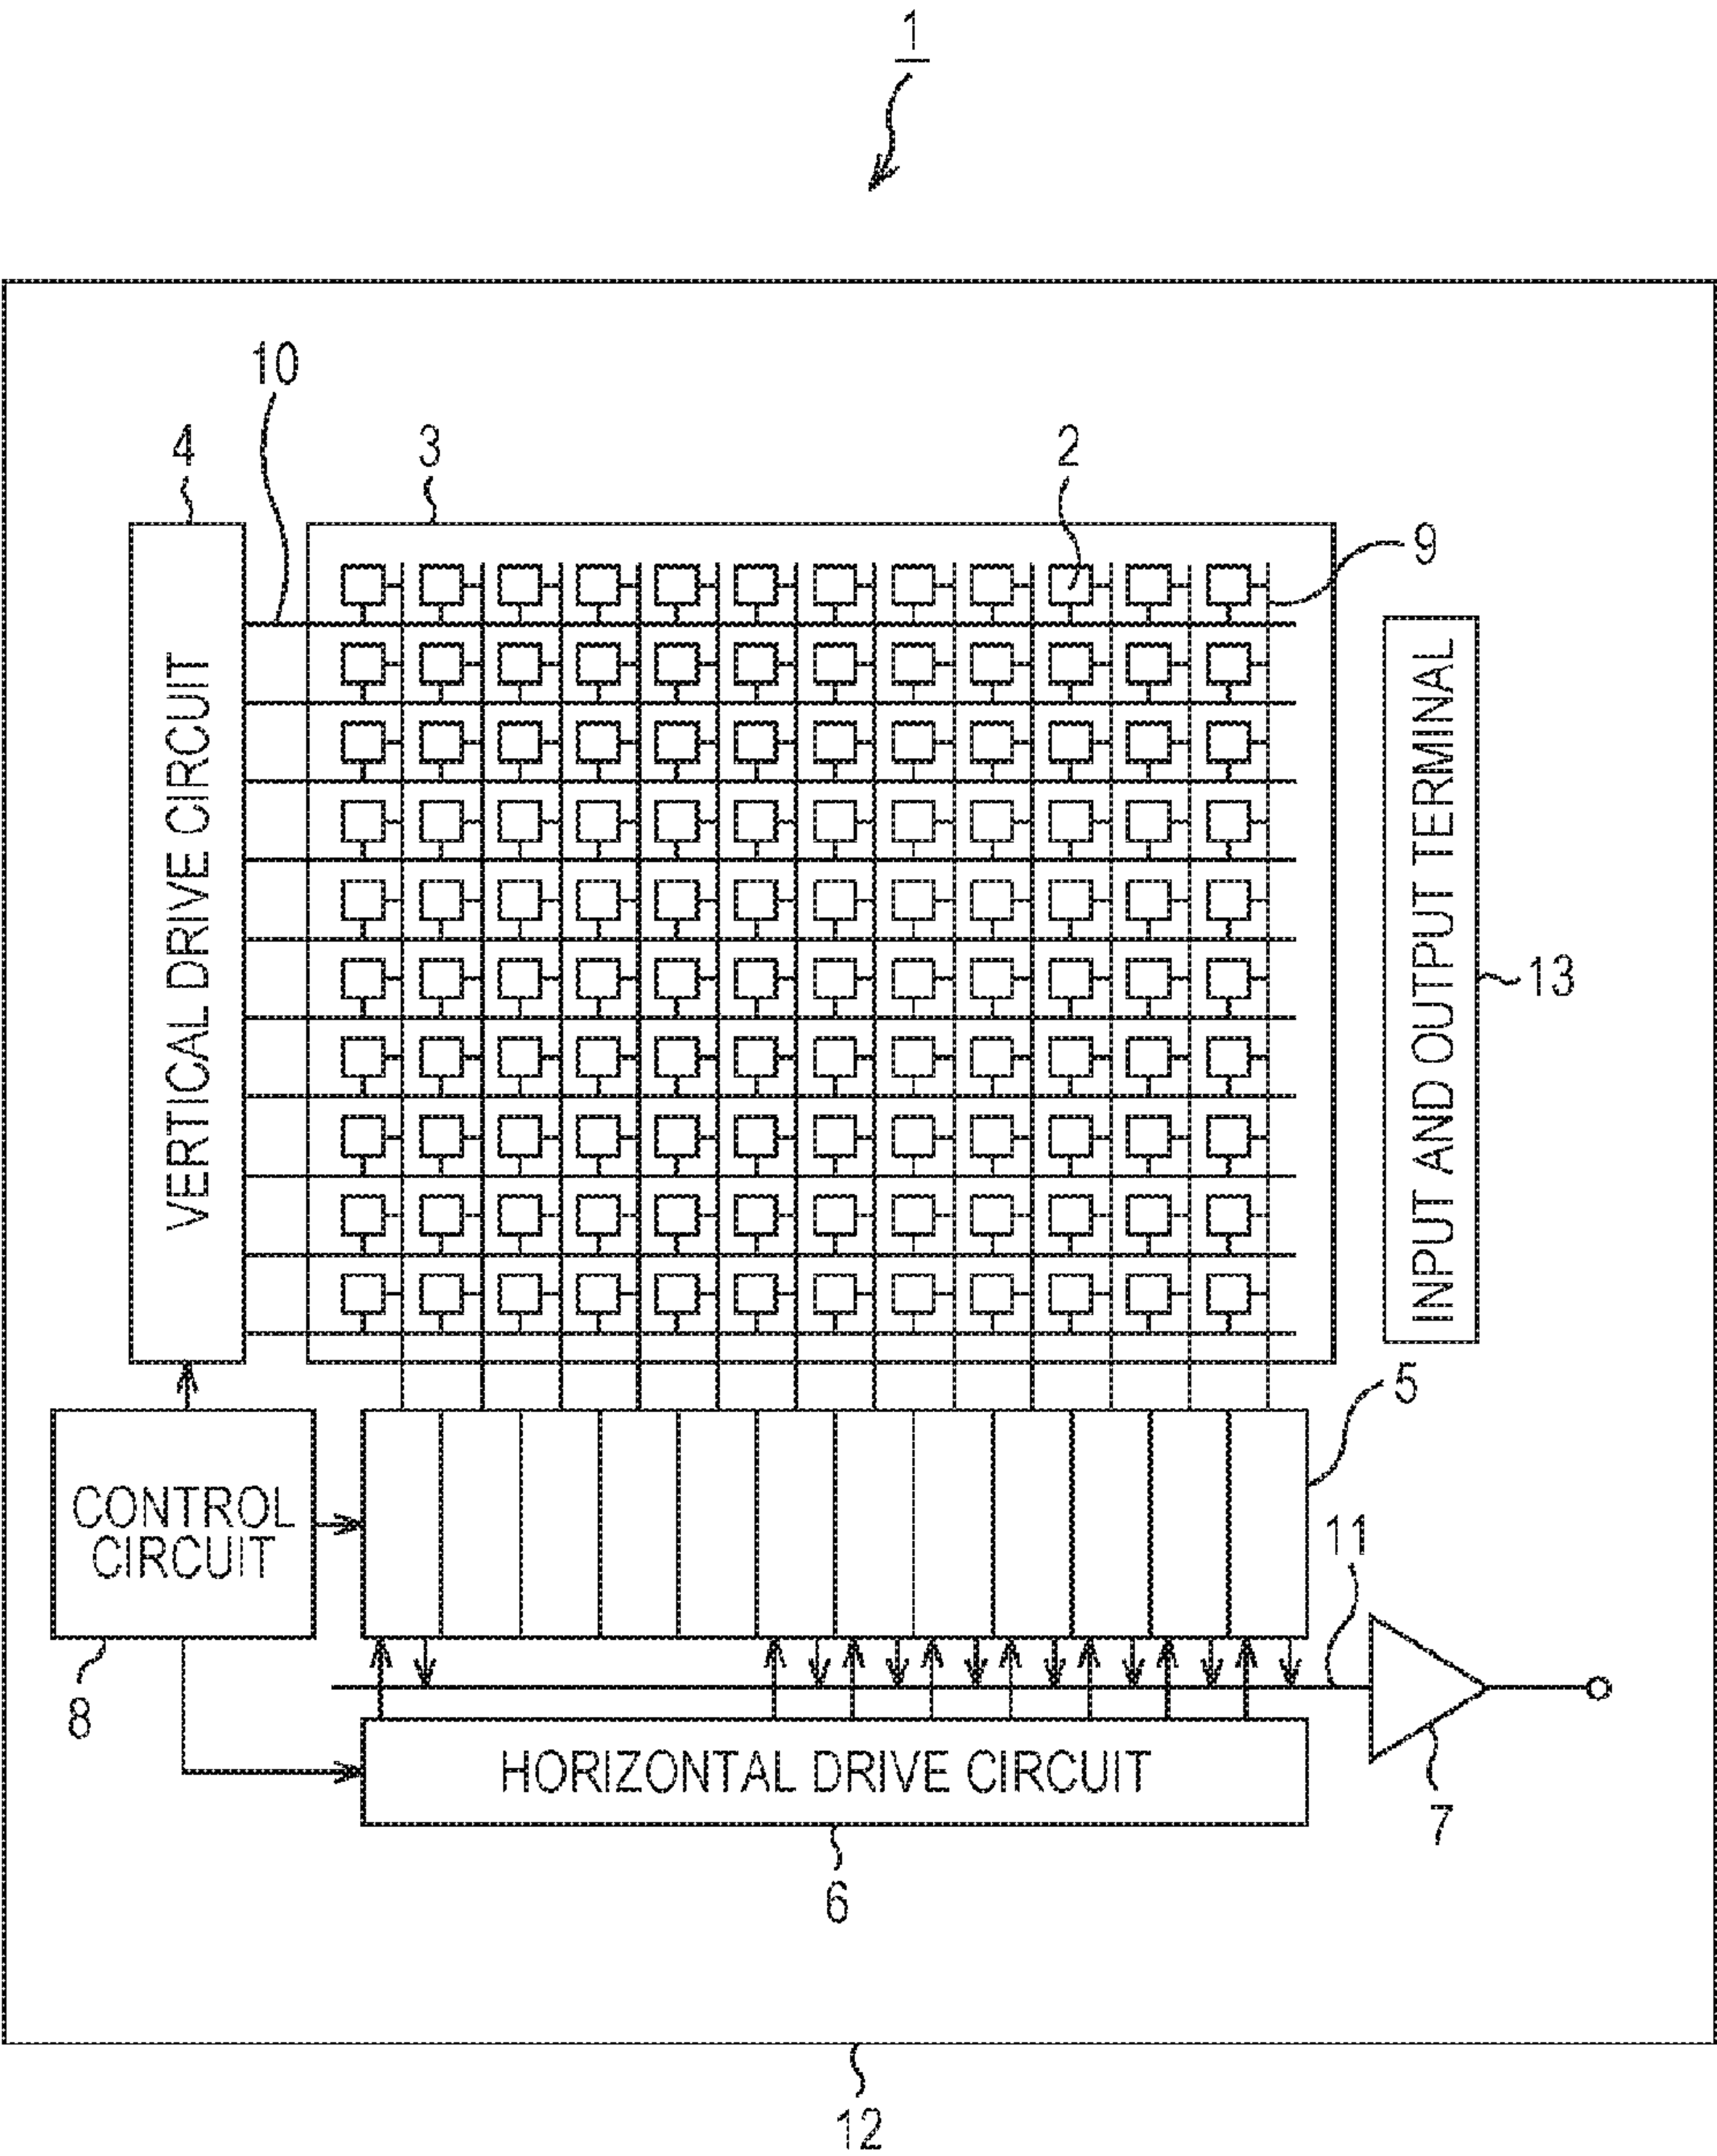 1
10
4
3
2
9
VERTICAL DRIVE CIRCUIT
INPUT AND OUTPUT TERMINAL
13
5
CONTROL
CIRCUIT
11
8
HORIZONTAL DRIVE CIRCUIT
7
6
12